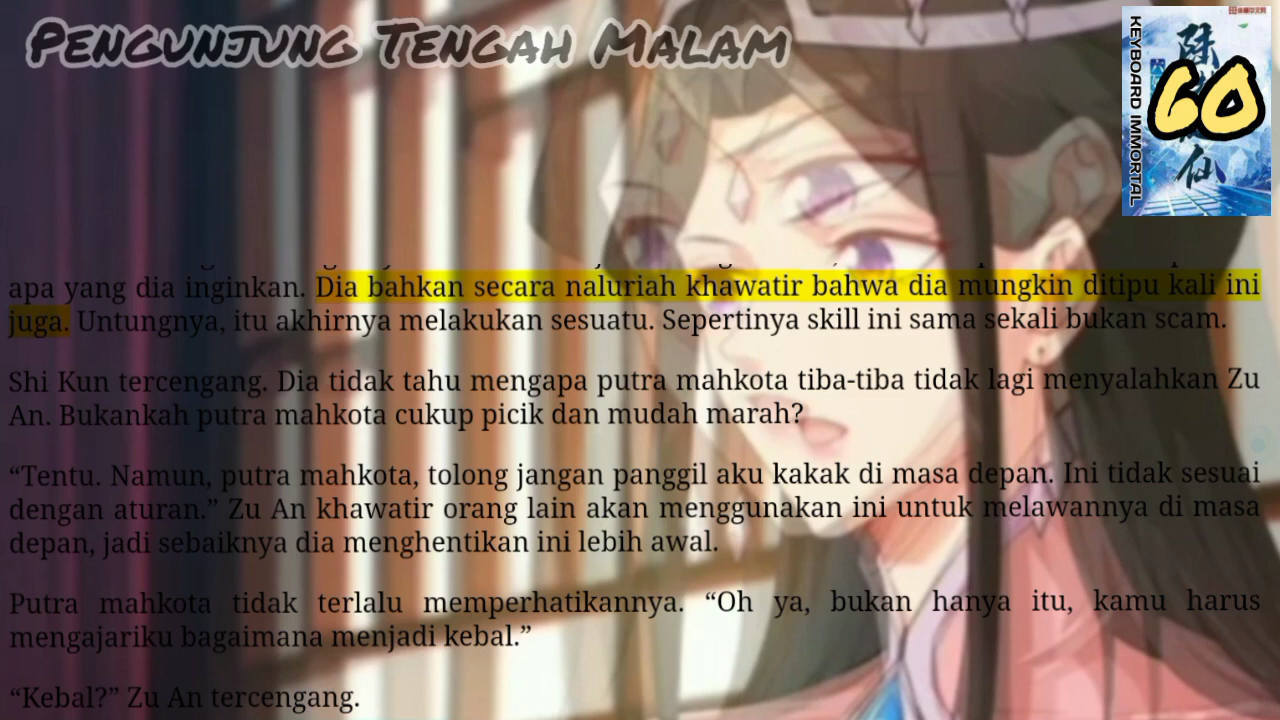 Pengunjung Tengah Malam
KEYBOARD IMMORTAL
60
仙
apa yang dia inginkan. Dia bahkan secara naluriah khawatir bahwa dia mungkin ditipu kali ini
juga. Untungnya, itu akhirnya melakukan sesuatu. Sepertinya skill ini sama sekali bukan scam.
Shi Kun tercengang. Dia tidak tahu mengapa putra mahkota tiba-tiba tidak lagi menyalahkan Zu
An. Bukankah putra mahkota cukup picik dan mudah marah?
“Tentu. Namun, putra mahkota, tolong jangan panggil aku kakak di masa depan. Ini tidak sesuai
dengan aturan.” Zu An khawatir orang lain akan menggunakan ini untuk melawannya di masa
depan, jadi sebaiknya dia menghentikan ini lebih awal.
Putra mahkota tidak terlalu memperhatikannya. “Oh ya, bukan hanya itu, kamu harus
mengajariku bagaimana menjadi kebal.”
“Kebal?” Zu An tercengang.